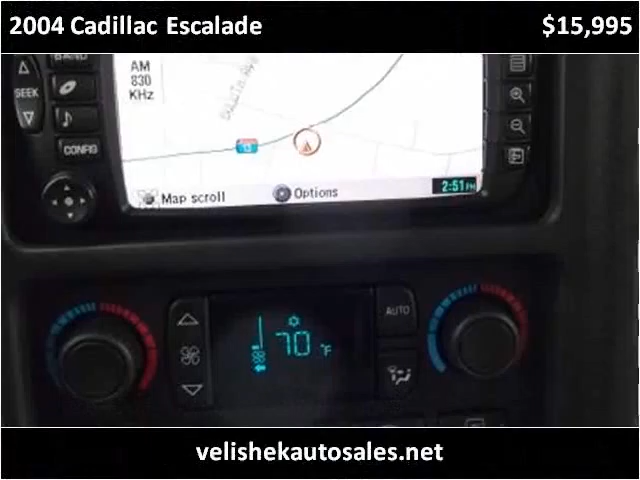 2004 Cadillac Escalade $15,995
BAND
AM
830
KHz
SEEK
CONFIG
Map scroll
Options
2:51 PM
AUTO
70 °F
velishekautosales.net